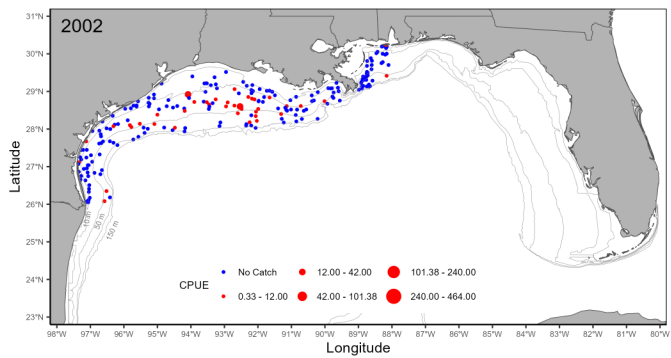 2002
31°N
30°N
29°N
28°N
27°N
26°N
25°N
24°N
23°N
Latitude
10 m
50 m
150 m
CPUE
No Catch
12.00 - 42.00
101.38 - 240.00
0.33 - 12.00
42.00 - 101.38
240.00 - 464.00
98°W 97°W 96°W 95°W 94°W 93°W 92°W 91°W 90°W 89°W 88°W 87°W 86°W 85°W 84°W 83°W 82°W 81°W 80°W
Longitude